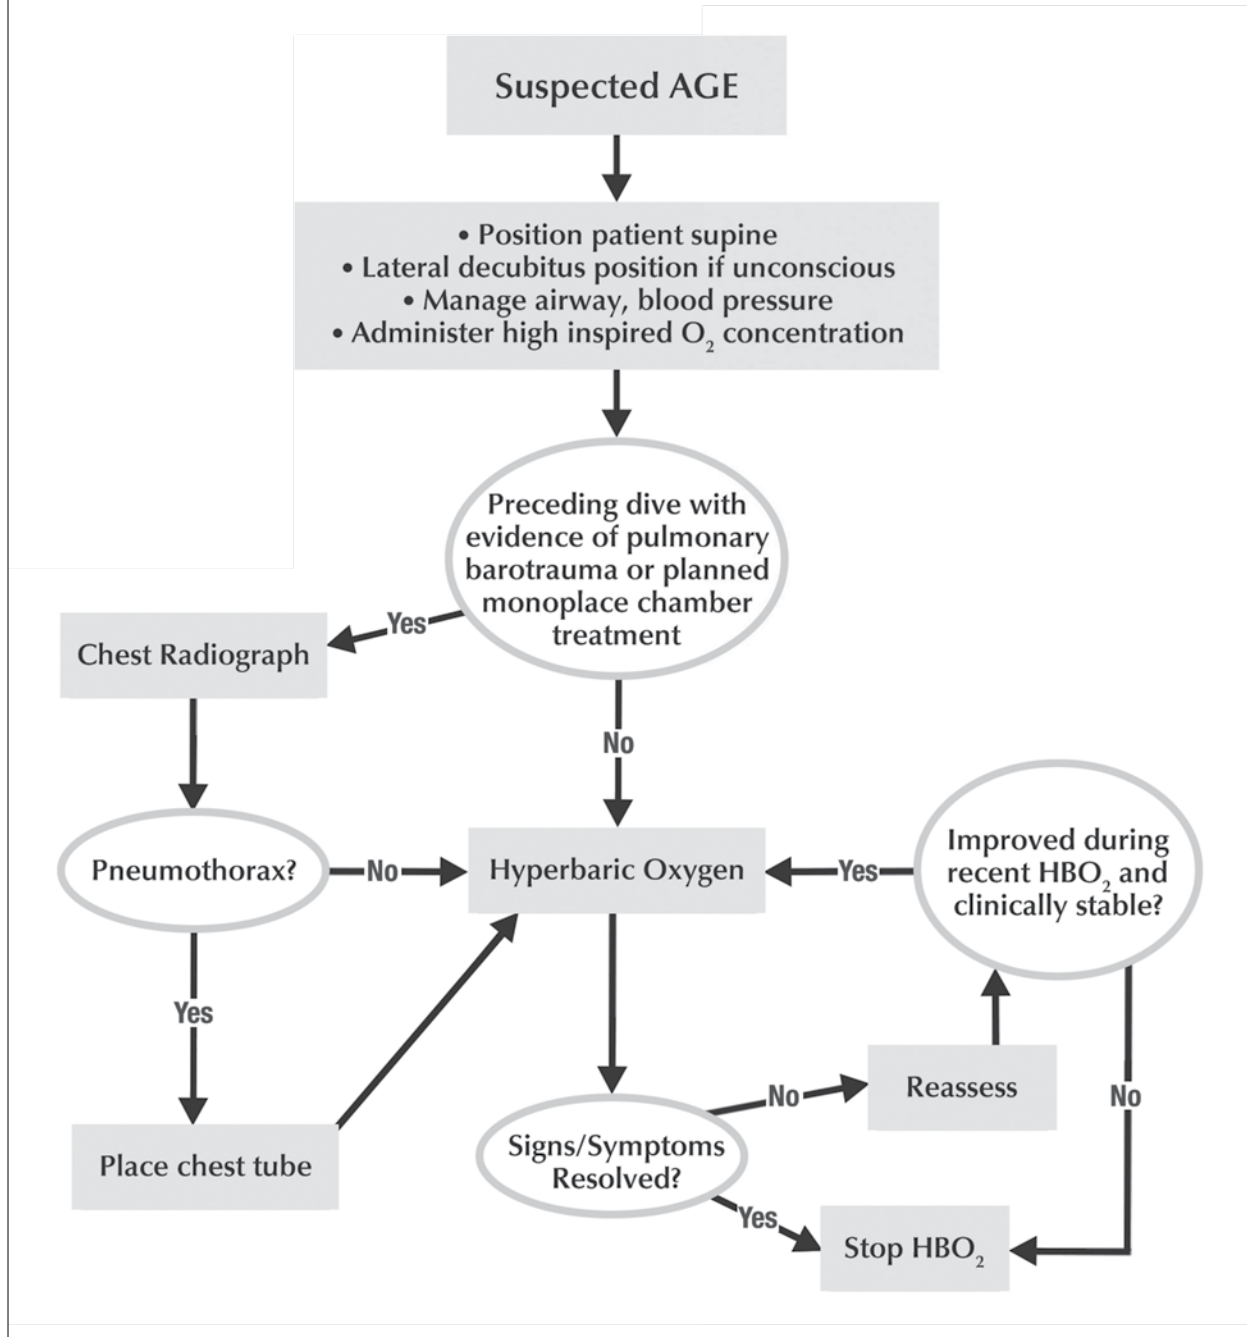 Suspected AGE
• Position patient supine
• Lateral decubitus position if unconscious
• Manage airway, blood pressure
• Administer high inspired O₂ concentration
Preceding dive with
evidence of pulmonary
barotrauma or planned
monoplace chamber
treatment
Yes
Chest Radiograph
No
Pneumothorax?
No
Hyperbaric Oxygen
Yes
Improved during
recent HBO₂ and
clinically stable?
Yes
Place chest tube
Signs/Symptoms
Resolved?
No
Reassess
No
Yes
Stop HBO₂